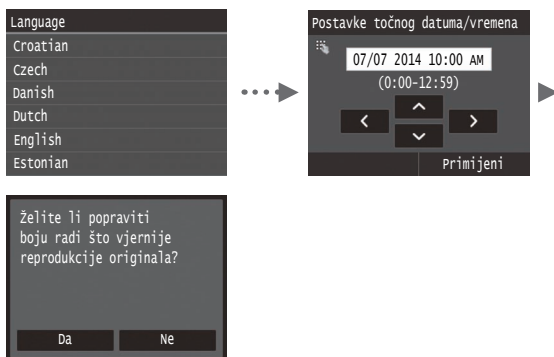 Language
Croatian
Czech
Danish
Dutch
English
Estonian
Postavke točnog datuma/vremena
07/07 2014 10:00 AM
(0:00-12:59)
Primijeni
Želite li popraviti
boju radi što vjernije
reprodukcije originala?
Da
Ne